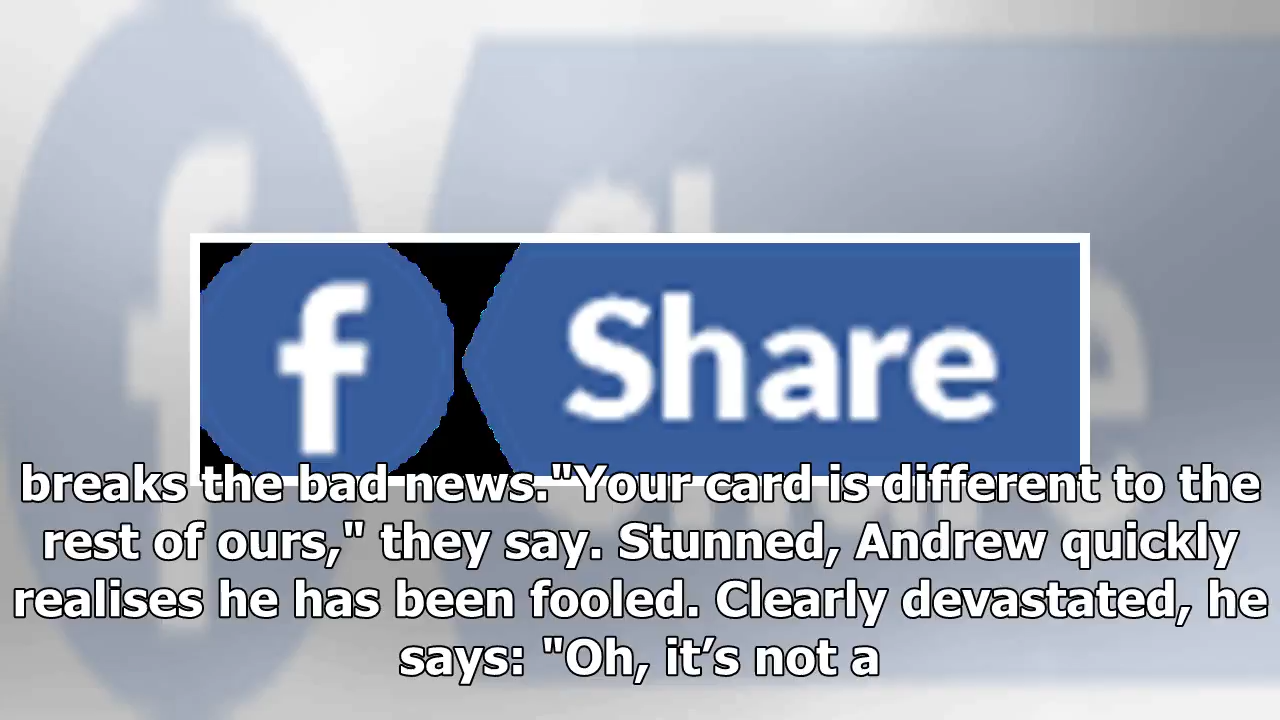 f Share
breaks the bad news."Your card is different to the
rest of ours," they say. Stunned, Andrew quickly
realises he has been fooled. Clearly devastated, he
says: "Oh, it’s not a